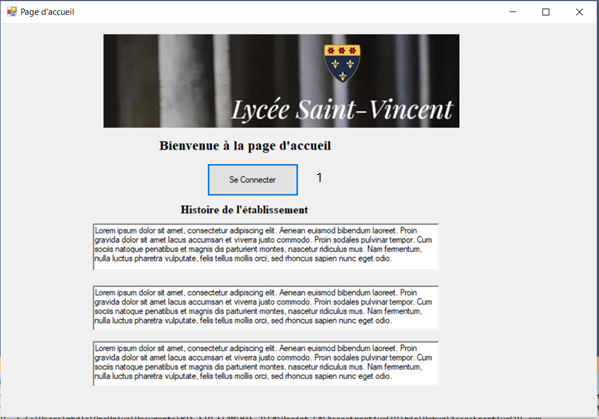 Page d'accueil
Lycée Saint-Vincent
Bienvenue à la page d'accueil
Se Connecter
1
Histoire de l'établissement
Lorem ipsum dolor sit amet, consectetur adipiscing elit. Aenean euismod bibendum laoreet. Proin
gravida dolor sit amet lacus accumsan et viverra justo commodo. Proin sodales pulvinar tempor. Cum
sociis natoque penatibus et magnis dis parturient montes, nascetur ridiculus mus. Nam fermentum,
nulla luctus pharetra vulputate, felis tellus mollis orci, sed rhoncus sapien nunc eget odio.
Lorem ipsum dolor sit amet, consectetur adipiscing elit. Aenean euismod bibendum laoreet. Proin
gravida dolor sit amet lacus accumsan et viverra justo commodo. Proin sodales pulvinar tempor. Cum
sociis natoque penatibus et magnis dis parturient montes, nascetur ridiculus mus. Nam fermentum,
nulla luctus pharetra vulputate, felis tellus mollis orci, sed rhoncus sapien nunc eget odio.
Lorem ipsum dolor sit amet, consectetur adipiscing elit. Aenean euismod bibendum laoreet. Proin
gravida dolor sit amet lacus accumsan et viverra justo commodo. Proin sodales pulvinar tempor. Cum
sociis natoque penatibus et magnis dis parturient montes, nascetur ridiculus mus. Nam fermentum,
nulla luctus pharetra vulputate, felis tellus mollis orci, sed rhoncus sapien nunc eget odio.